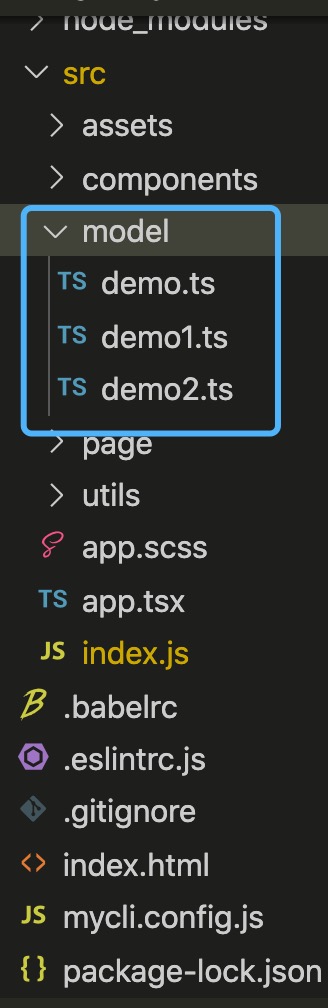 node_modules
src
assets
components
model
TS demo.ts
TS demo1.ts
TS demo2.ts
page
utils
app.scss
TS app.tsx
JS index.js
B .babelrc
.eslintrc.js
.gitignore
<> index.html
JS mycli.config.js
{} package-lock.json